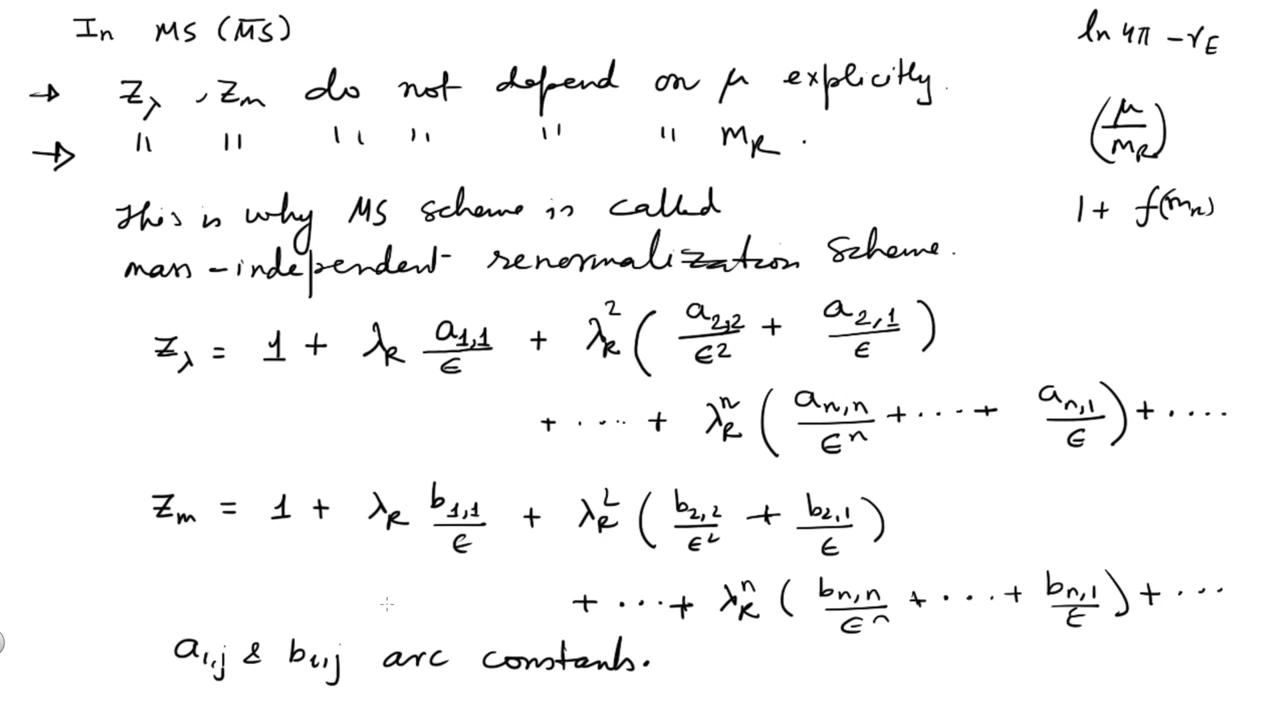 In MS (M̅S̅)
ln 4π - γ_E
→ Z_λ , Z_m do not depend on μ explicitly.
→ " " " " " " m_R .
(μ/m_R)
This is why MS scheme is called
1 + f(m_R)
mass-independent renormalization scheme.
Z_λ = 1 + λ_R a_{1,1}/ε + λ_R^2 ( a_{2,2}/ε^2 + a_{2,1}/ε )
+ ..... + λ_R^n ( a_{n,n}/ε^n + ... + a_{n,1}/ε ) + ....
Z_m = 1 + λ_R b_{1,1}/ε + λ_R^2 ( b_{2,2}/ε^2 + b_{2,1}/ε )
+ ... + λ_R^n ( b_{n,n}/ε^n + ... + b_{n,1}/ε ) + ...
a_{i,j} & b_{i,j} are constants.